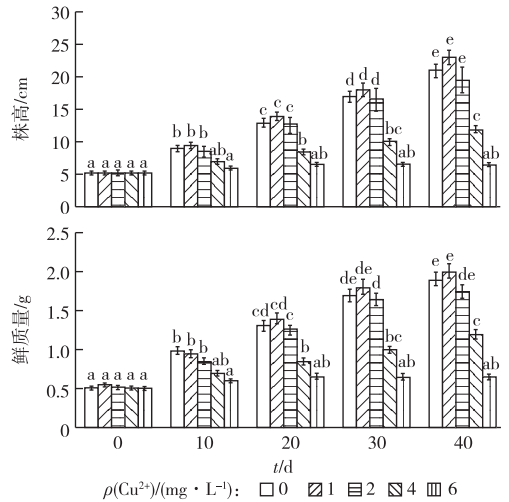 30
25
20
15
10
5
0
株高/cm
a a a a a
b b b ab a
c c c b ab
d d d bc ab
e e e c ab
2.5
2.0
1.5
1.0
0.5
0
鲜质量/g
a a a a a
b b b ab a
cd cd c b ab
de de d bc ab
e e de c ab
0 10 20 30 40
t/d
ρ(Cu²⁺)/(mg·L⁻¹): 0 1 2 4 6